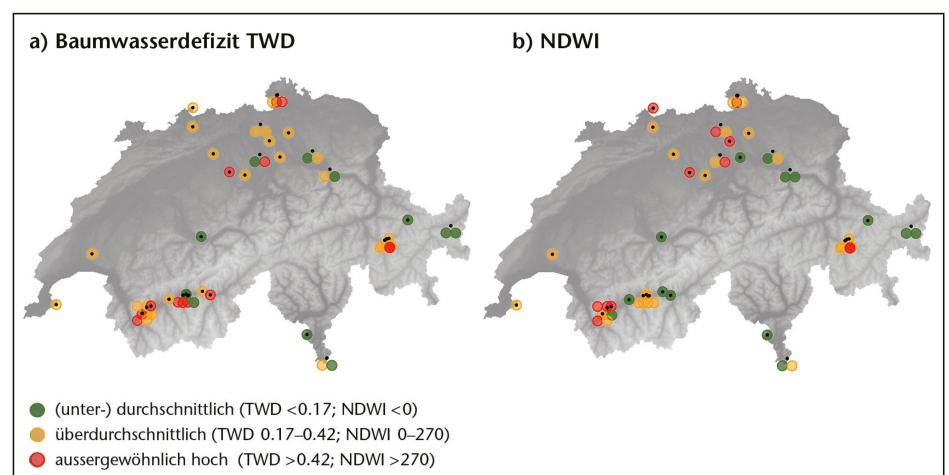 a) Baumwasserdefizit TWD
b) NDWI
(unter-) durchschnittlich (TWD <0.17; NDWI <0)
überdurchschnittlich (TWD 0.17–0.42; NDWI 0–270)
aussergewöhnlich hoch (TWD >0.42; NDWI >270)